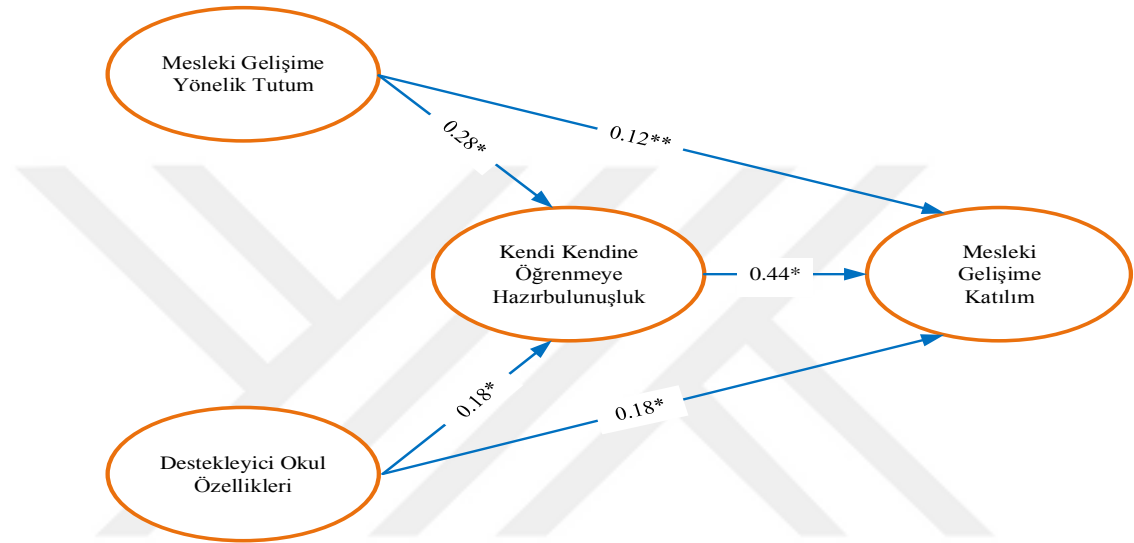 Mesleki Gelişime
Yönelik Tutum
0.28*
0.12**
Kendi Kendine
Öğrenmeye
Hazırbulunuşluk
0.44*
Mesleki
Gelişime
Katılım
0.18*
0.18*
Destekleyici Okul
Özellikleri